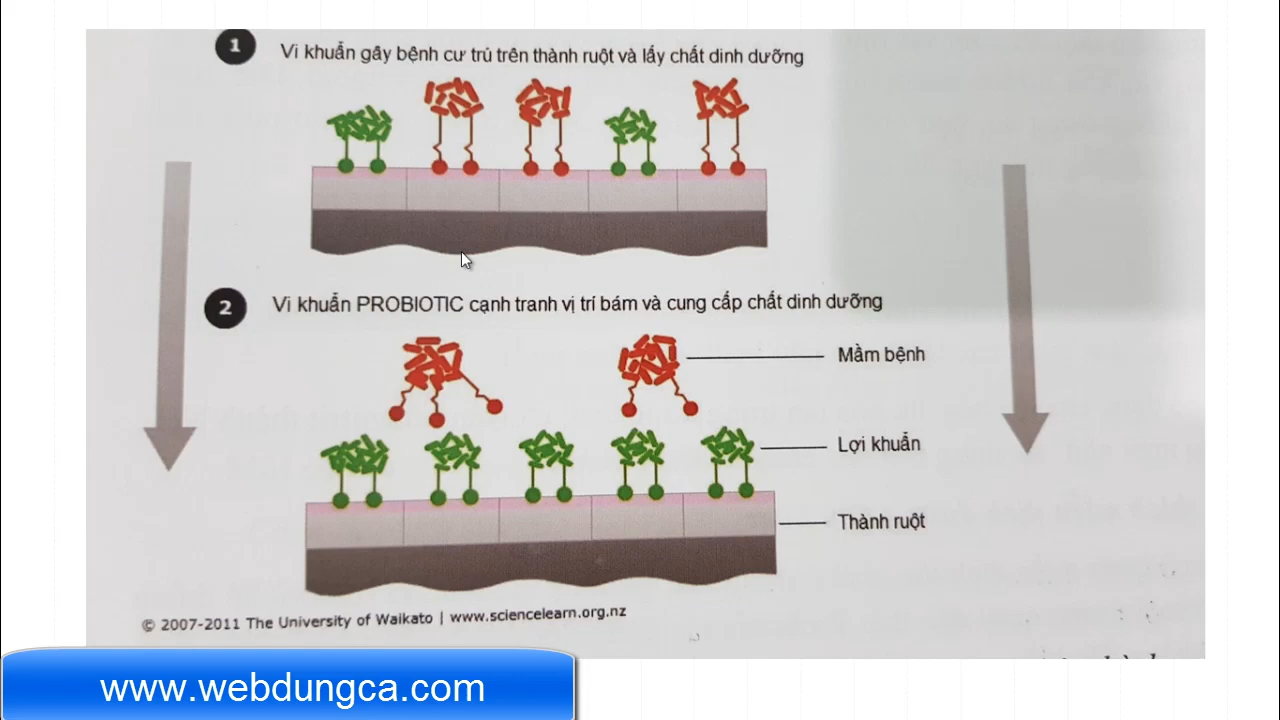 1
Vi khuẩn gây bệnh cư trú trên thành ruột và lấy chất dinh dưỡng
2
Vi khuẩn PROBIOTIC cạnh tranh vị trí bám và cung cấp chất dinh dưỡng
Mầm bệnh
Lợi khuẩn
Thành ruột
© 2007-2011 The University of Waikato | www.sciencelearn.org.nz
www.webdungca.com